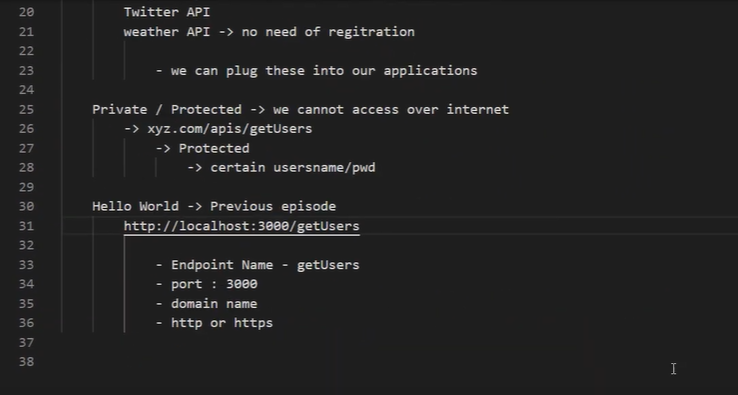 20 Twitter API
21 weather API -> no need of regitration
22
23 - we can plug these into our applications
24
25 Private / Protected -> we cannot access over internet
26 -> xyz.com/apis/getUsers
27 -> Protected
28 -> certain usersname/pwd
29
30 Hello World -> Previous episode
31 http://localhost:3000/getUsers
32
33 - Endpoint Name - getUsers
34 - port : 3000
35 - domain name
36 - http or https
37
38